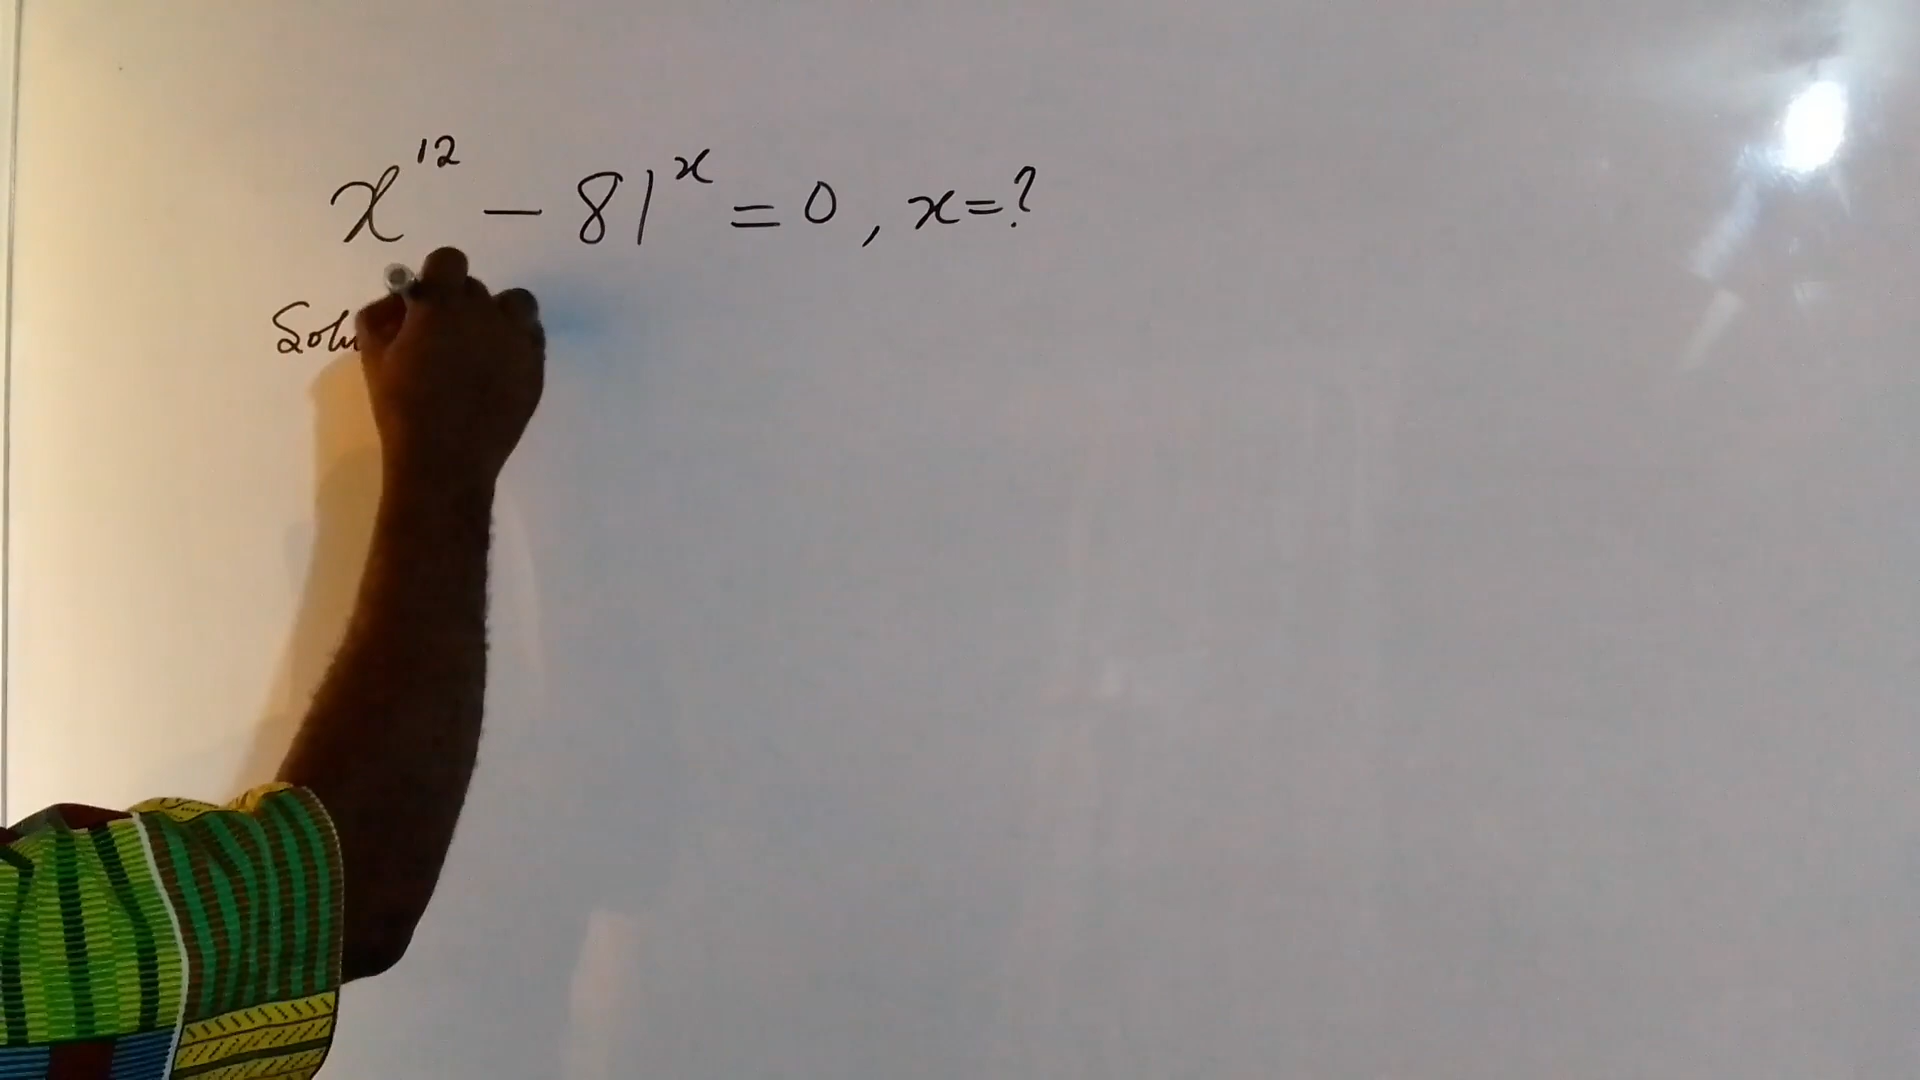 x¹² - 81ˣ = 0, x=?
Solu